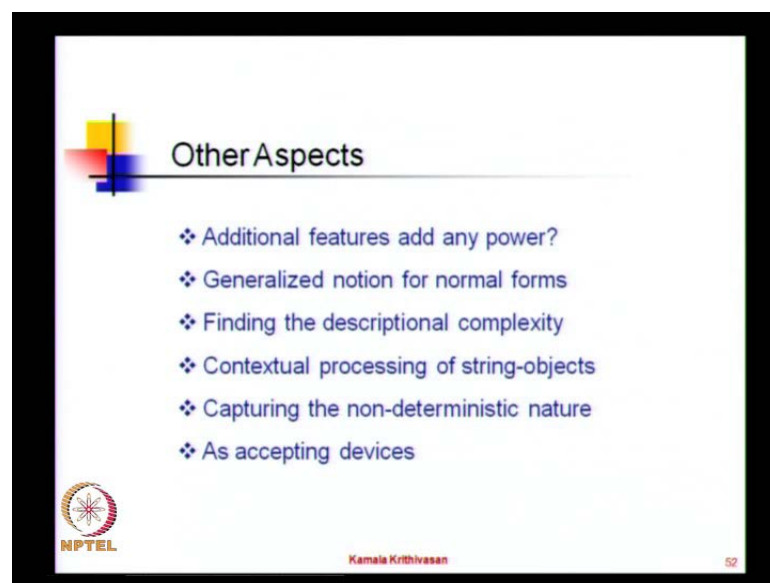 Other Aspects
❖ Additional features add any power?
❖ Generalized notion for normal forms
❖ Finding the descriptional complexity
❖ Contextual processing of string-objects
❖ Capturing the non-deterministic nature
❖ As accepting devices
NPTEL
Kamala Krithivasan
52